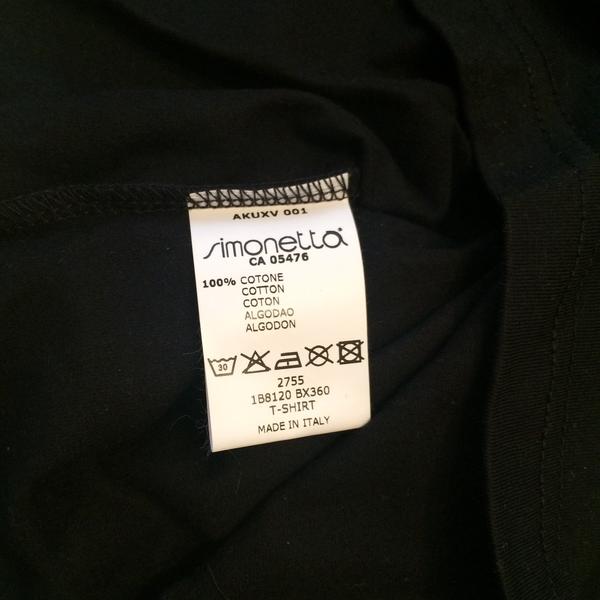 AKUXV 001
simonetta
CA 05476
100% COTONE
COTTON
COTON
ALGODAO
ALGODON
30
2755
1B8120 BX360
T-SHIRT
MADE IN ITALY